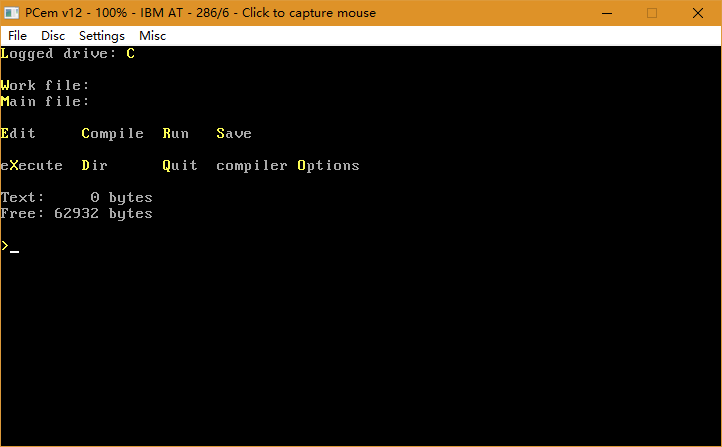 PCem v12 - 100% - IBM AT - 286/6 - Click to capture mouse
File Disc Settings Misc
Logged drive: C
Work file:
Main file:
Edit Compile Run Save
eXecute Dir Quit compiler Options
Text: 0 bytes
Free: 62932 bytes
>_